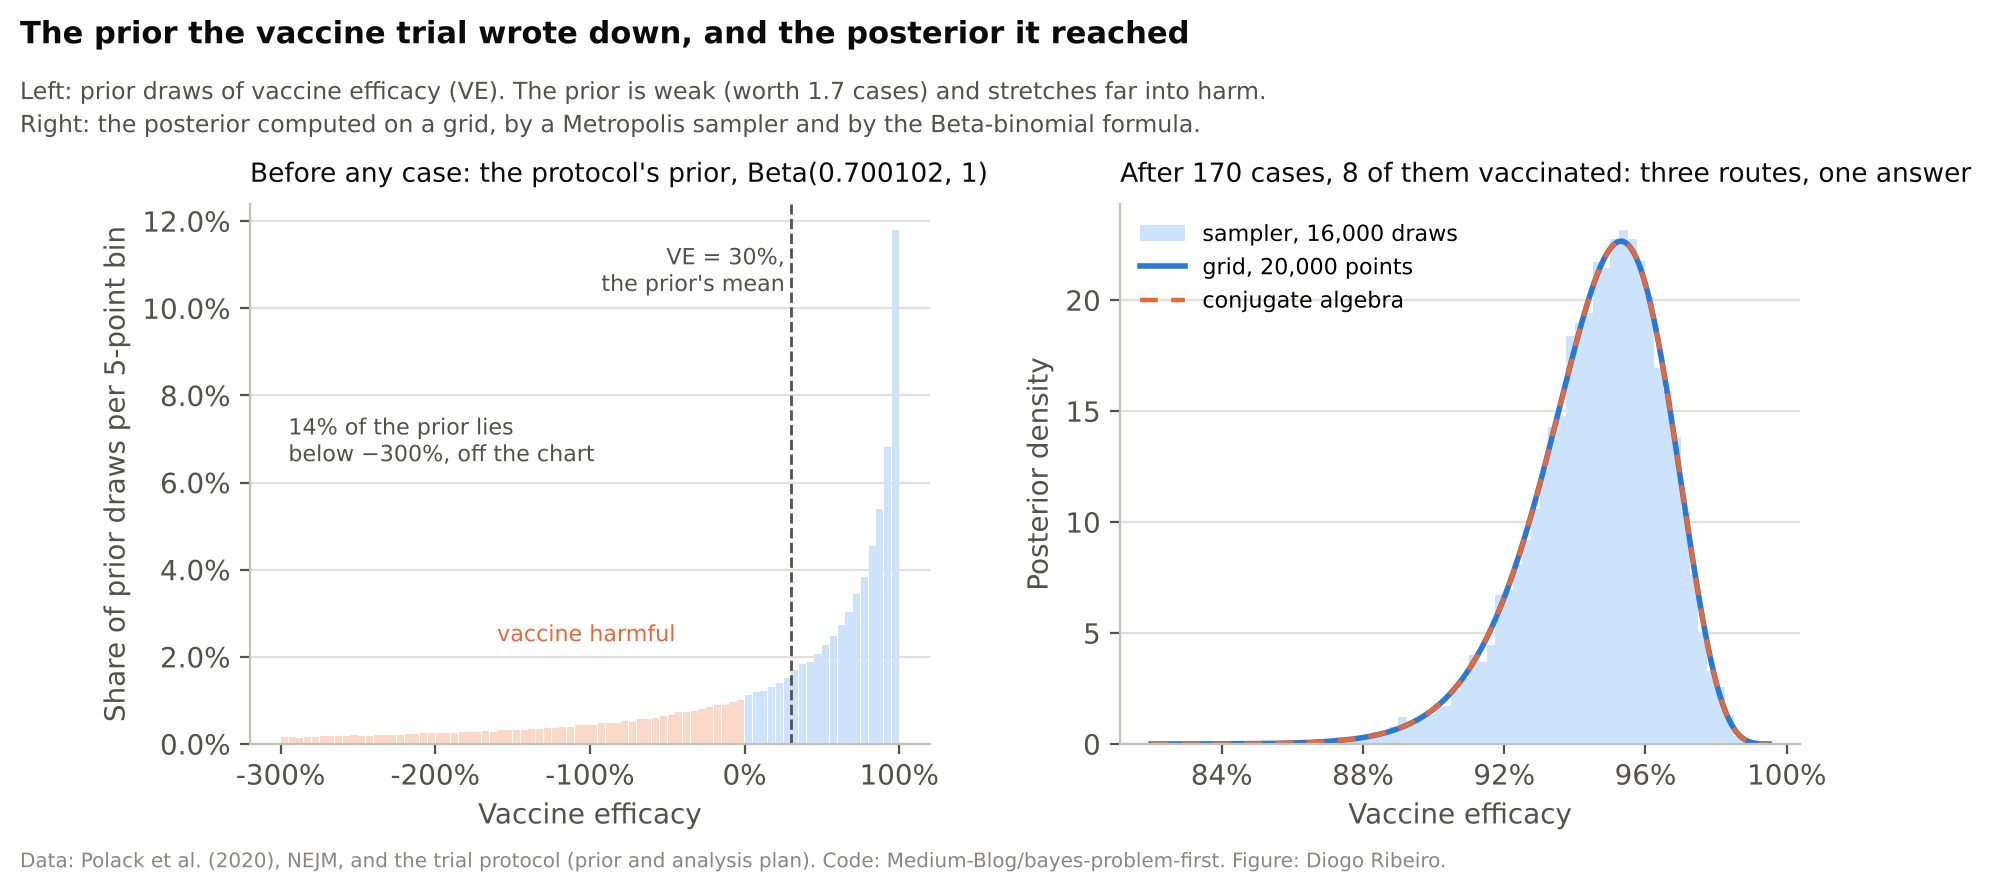 The prior the vaccine trial wrote down, and the posterior it reached
Left: prior draws of vaccine efficacy (VE). The prior is weak (worth 1.7 cases) and stretches far into harm.
Right: the posterior computed on a grid, by a Metropolis sampler and by the Beta-binomial formula.
Before any case: the protocol's prior, Beta(0.700102, 1)
Share of prior draws per 5-point bin
12.0%
10.0%
8.0%
6.0%
4.0%
2.0%
0.0%
VE = 30%,
the prior's mean
14% of the prior lies
below −300%, off the chart
vaccine harmful
-300%
-200%
-100%
0%
100%
Vaccine efficacy
After 170 cases, 8 of them vaccinated: three routes, one answer
sampler, 16,000 draws
grid, 20,000 points
conjugate algebra
Posterior density
20
15
10
5
0
84%
88%
92%
96%
100%
Vaccine efficacy
Data: Polack et al. (2020), NEJM, and the trial protocol (prior and analysis plan). Code: Medium-Blog/bayes-problem-first. Figure: Diogo Ribeiro.